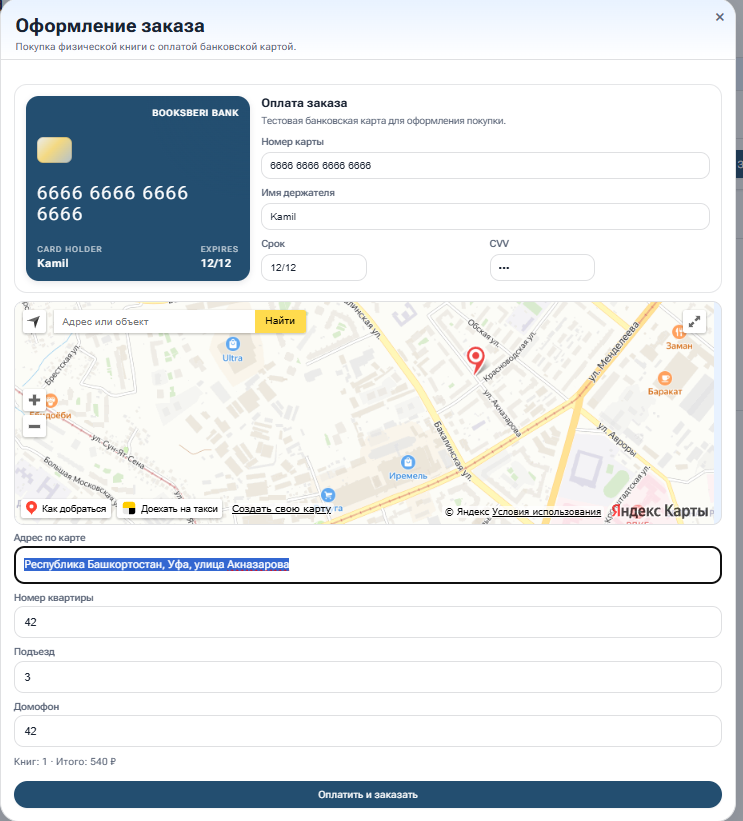 Оформление заказа
Покупка физической книги с оплатой банковской картой.
×
BOOKSBERI BANK
6666 6666 6666
6666
CARD HOLDER
Kamil
EXPIRES
12/12
Оплата заказа
Тестовая банковская карта для оформления покупки.
Номер карты
6666 6666 6666 6666
Имя держателя
Kamil
Срок
12/12
CVV
•••
Адрес или объект
Найти
Ultra
Брестская ул.
ул. Сун-Ят-Сена
Большая Московская
Бакалинская ул.
Иремель
Обская ул.
Красноводская ул.
ул. Акназарова
ул. Менделеева
ул. Авроры
Заман
Баракат
Как добраться
Доехать на такси
Создать свою карту
© Яндекс Условия использования
Яндекс Карты
Адрес по карте
Республика Башкортостан, Уфа, улица Акназарова
Номер квартиры
42
Подъезд
3
Домофон
42
Книг: 1 · Итого: 540 ₽
Оплатить и заказать